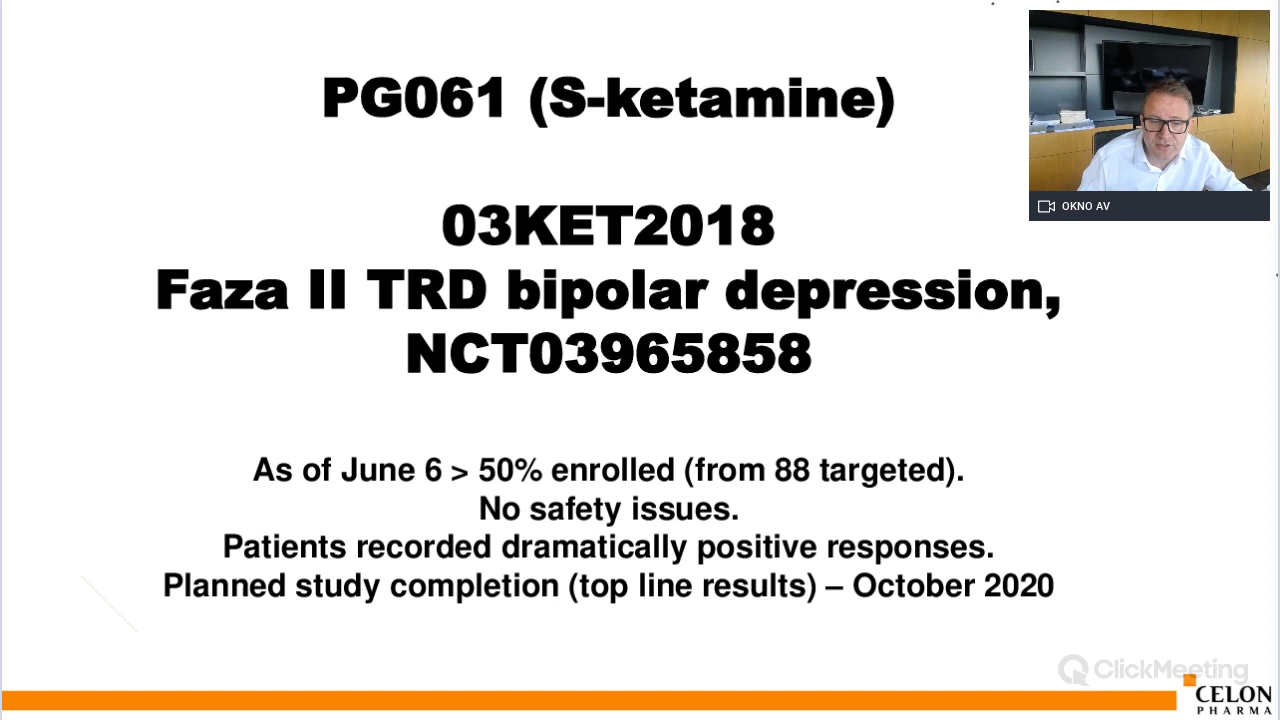 PG061 (S-ketamine)
OKNO AV
03KET2018
Faza II TRD bipolar depression,
NCT03965858
As of June 6 > 50% enrolled (from 88 targeted).
No safety issues.
Patients recorded dramatically positive responses.
Planned study completion (top line results) – October 2020
ClickMeeting
CELON
PHARMA